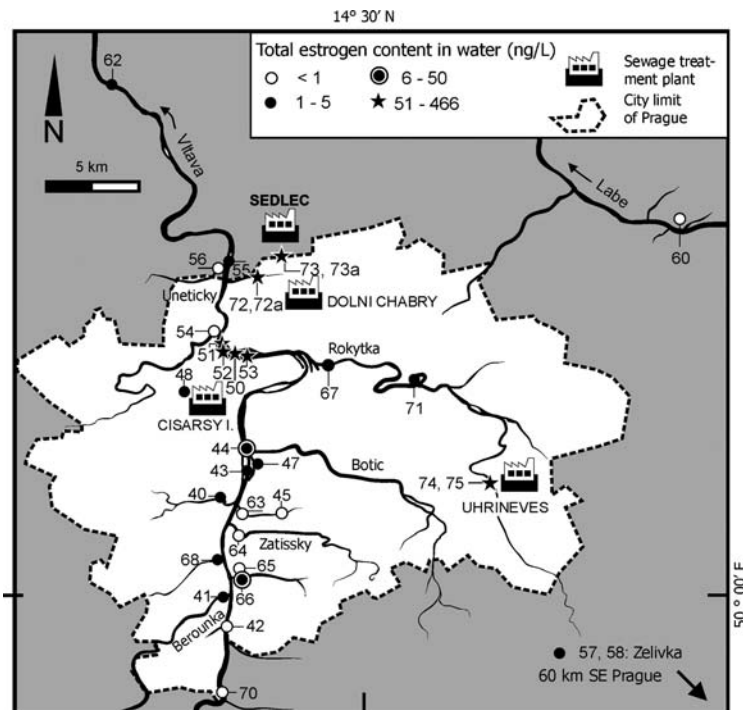 14° 30' N
Total estrogen content in water (ng/L)
< 1
6 - 50
1 - 5
51 - 466
Sewage treat-
ment plant
City limit
of Prague
62
N
5 km
Vltava
Labe
60
SEDLEC
56
55
73, 73a
Uneticky
72,72a
DOLNI CHABRY
54
51
52
50
53
Rokytka
67
71
48
CISARSY I.
44
43
47
Botic
74, 75
UHRINEVES
40
63
45
64
Zatissky
68
65
66
41
Berounka
42
50 ° 00' E
57, 58: Zelivka
60 km SE Prague
70